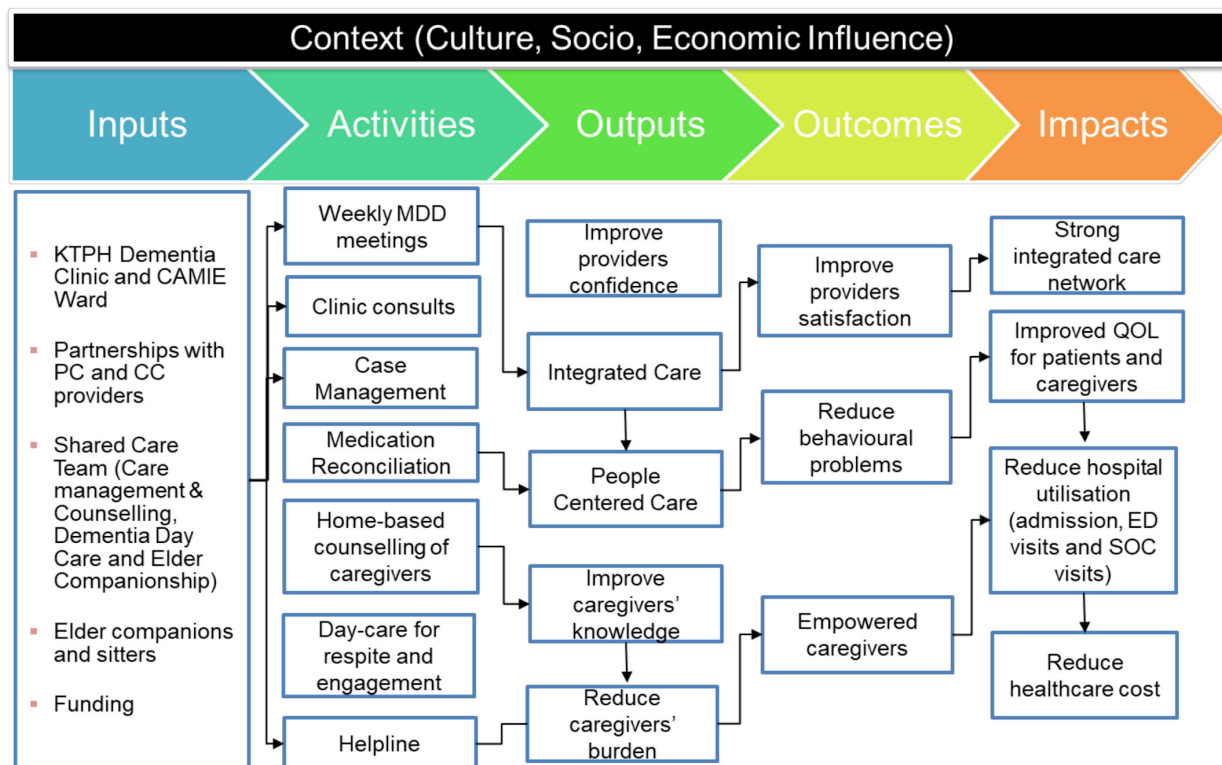 Context (Culture, Socio, Economic Influence)
Inputs
Activities
Outputs
Outcomes
Impacts
KTPH Dementia
Clinic and CAMIE
Ward
Partnerships with
PC and CC
providers
Shared Care
Team (Care
management &
Counselling,
Dementia Day
Care and Elder
Companionship)
Elder companions
and sitters
Funding
Weekly MDD
meetings
Clinic consults
Case
Management
Medication
Reconciliation
Home-based
counselling of
caregivers
Day-care for
respite and
engagement
Helpline
Improve
providers
confidence
Integrated Care
People
Centered Care
Improve
caregivers'
knowledge
Reduce
caregivers'
burden
Improve
providers
satisfaction
Reduce
behavioural
problems
Empowered
caregivers
Strong
integrated care
network
Improved QOL
for patients and
caregivers
Reduce hospital
utilisation
(admission, ED
visits and SOC
visits)
Reduce
healthcare cost